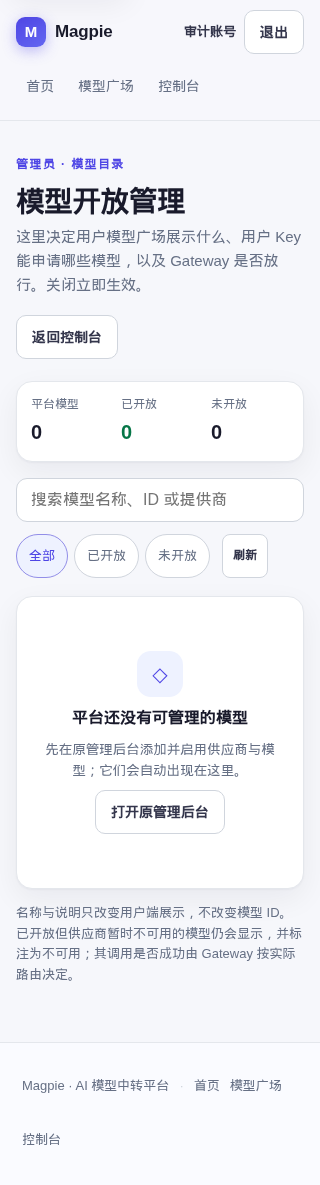 M Magpie 审计账号 退出
首页 模型广场 控制台
管理员 · 模型目录
模型开放管理
这里决定用户模型广场展示什么、用户 Key
能申请哪些模型，以及 Gateway 是否放
行。关闭立即生效。
返回控制台
平台模型 已开放 未开放
0 0 0
搜索模型名称、ID 或提供商
全部 已开放 未开放 刷新
平台还没有可管理的模型
先在原管理后台添加并启用供应商与模
型；它们会自动出现在这里。
打开原管理后台
名称与说明只改变用户端展示，不改变模型 ID。
已开放但供应商暂时不可用的模型仍会显示，并标
注为不可用；其调用是否成功由 Gateway 按实际
路由决定。
Magpie · AI 模型中转平台 · 首页 模型广场
控制台